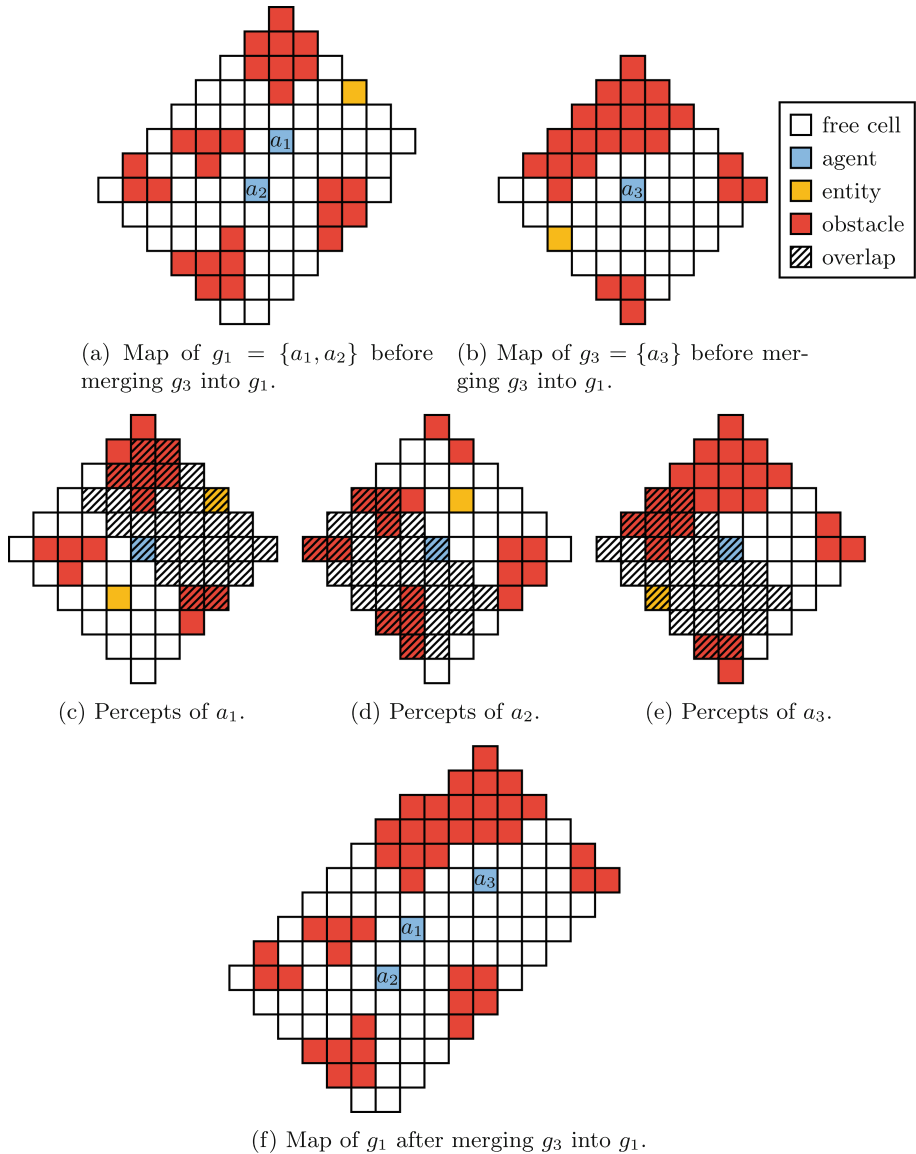 a₁
a₂
a₃
free cell
agent
entity
obstacle
overlap
(a) Map of g₁ = {a₁, a₂} before
merging g₃ into g₁.
(b) Map of g₃ = {a₃} before mer-
ging g₃ into g₁.
(c) Percepts of a₁.
(d) Percepts of a₂.
(e) Percepts of a₃.
a₃
a₁
a₂
(f) Map of g₁ after merging g₃ into g₁.